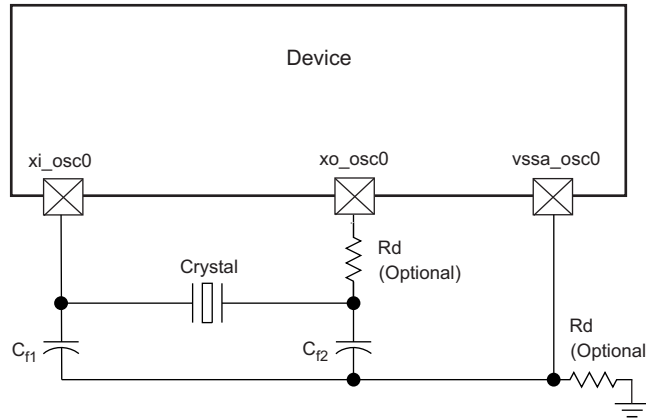 Device
xi_osc0
xo_osc0
vssa_osc0
Rd
(Optional)
Crystal
Rd
(Optional
Cf1
Cf2